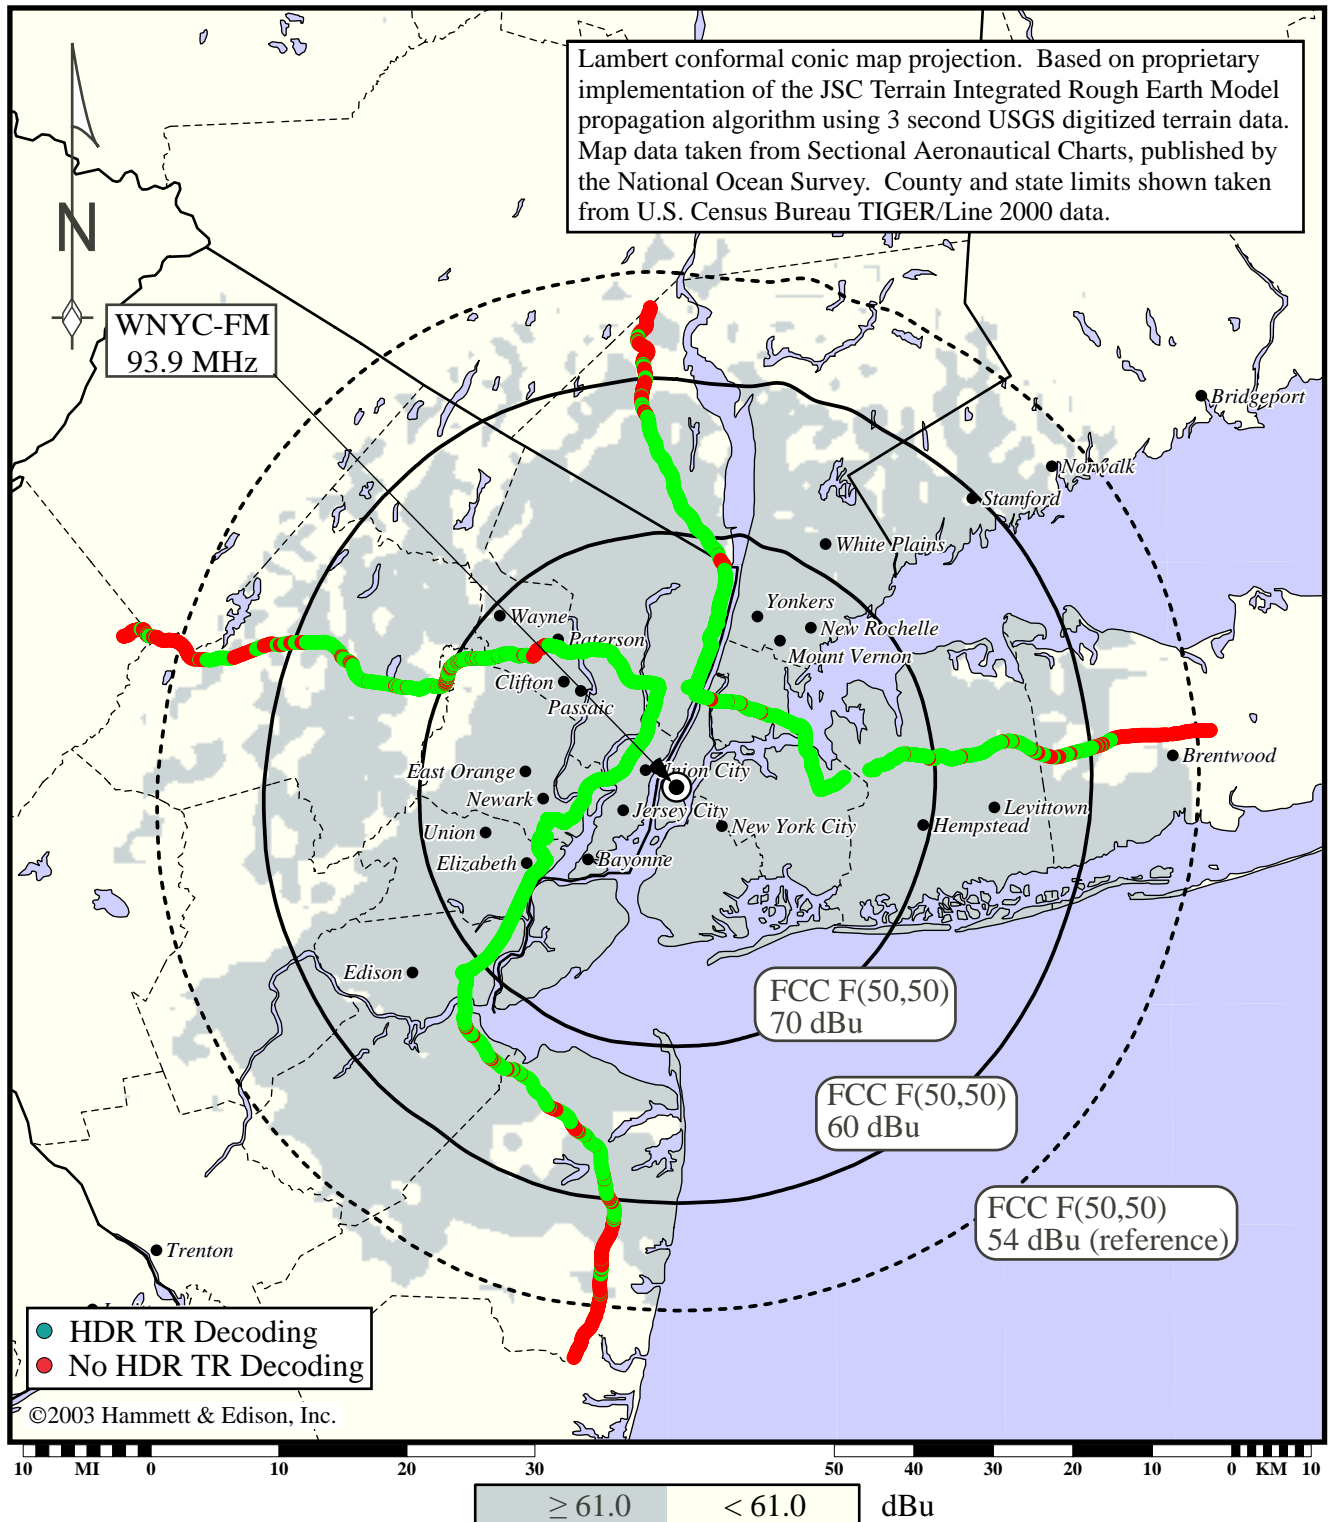 Lambert conformal conic map projection. Based on proprietary
implementation of the JSC Terrain Integrated Rough Earth Model
propagation algorithm using 3 second USGS digitized terrain data.
Map data taken from Sectional Aeronautical Charts, published by
the National Ocean Survey. County and state limits shown taken
from U.S. Census Bureau TIGER/Line 2000 data.
N
WNYC-FM
93.9 MHz
Bridgeport
Norwalk
Stamford
White Plains
Yonkers
Wayne
New Rochelle
Paterson
Mount Vernon
Clifton
Passaic
Brentwood
East Orange
Union City
Newark
Levittown
Jersey City
New York City
Hempstead
Union
Elizabeth
Bayonne
Edison
FCC F(50,50)
70 dBu
FCC F(50,50)
60 dBu
FCC F(50,50)
54 dBu (reference)
Trenton
HDR TR Decoding
No HDR TR Decoding
©2003 Hammett & Edison, Inc.
10 MI 0 10 20 30 50 40 30 20 10 0 KM 10
≥ 61.0 < 61.0 dBu